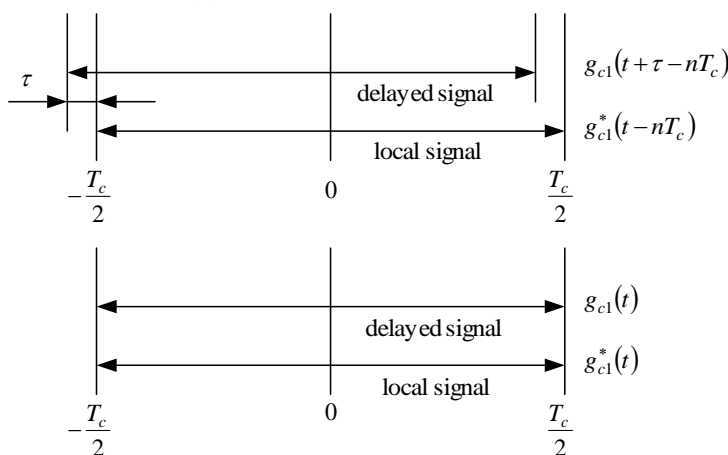 τ
g_{c1}(t + τ − nT_c)
delayed signal
g*_{c1}(t − nT_c)
local signal
−T_c/2
0
T_c/2
g_{c1}(t)
delayed signal
g*_{c1}(t)
local signal
−T_c/2
0
T_c/2